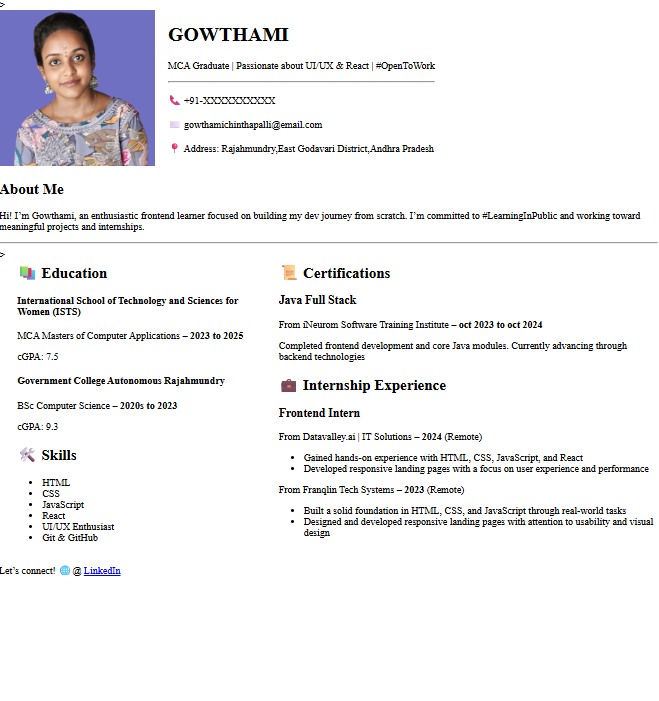 >
GOWTHAMI
MCA Graduate | Passionate about UI/UX & React | #OpenToWork
📞 +91-XXXXXXXXXX
✉️ gowthamichinthapalli@email.com
📍 Address: Rajahmundry,East Godavari District,Andhra Pradesh
About Me
Hi! I’m Gowthami, an enthusiastic frontend learner focused on building my dev journey from scratch. I’m committed to #LearningInPublic and working toward
meaningful projects and internships.
>
📚 Education
International School of Technology and Sciences for
Women (ISTS)
MCA Masters of Computer Applications – 2023 to 2025
cGPA: 7.5
Government College Autonomous Rajahmundry
BSc Computer Science – 2020s to 2023
cGPA: 9.3
🛠️ Skills
• HTML
• CSS
• JavaScript
• React
• UI/UX Enthusiast
• Git & GitHub
📜 Certifications
Java Full Stack
From iNeurom Software Training Institute – oct 2023 to oct 2024
Completed frontend development and core Java modules. Currently advancing through
backend technologies
💼 Internship Experience
Frontend Intern
From Datavalley.ai | IT Solutions – 2024 (Remote)
• Gained hands-on experience with HTML, CSS, JavaScript, and React
• Developed responsive landing pages with a focus on user experience and performance
From Franqlin Tech Systems – 2023 (Remote)
• Built a solid foundation in HTML, CSS, and JavaScript through real-world tasks
• Designed and developed responsive landing pages with attention to usability and visual
design
Let’s connect! 🌐 @ LinkedIn